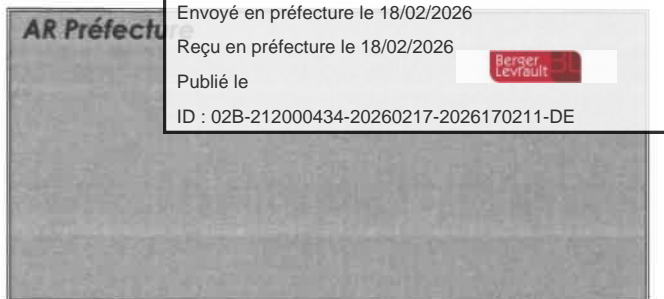 AR Préfecture
Envoyé en préfecture le 18/02/2026
Reçu en préfecture le 18/02/2026
Berger
Levrault
Publié le
ID : 02B-212000434-20260217-2026170211-DE